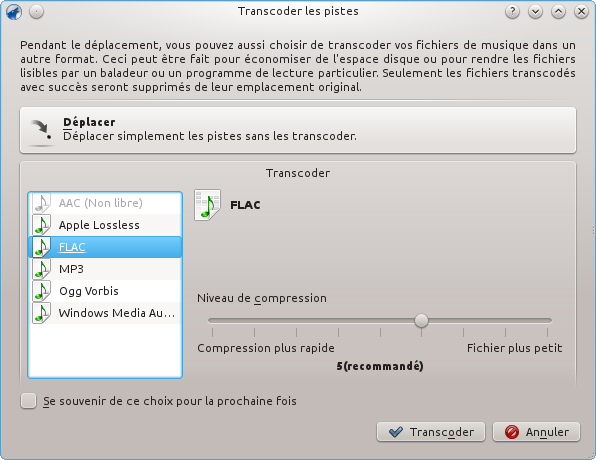 Transcoder les pistes
Pendant le déplacement, vous pouvez aussi choisir de transcoder vos fichiers de musique dans un
autre format. Ceci peut être fait pour économiser de l'espace disque ou pour rendre les fichiers
lisibles par un baladeur ou un programme de lecture particulier. Seulement les fichiers transcodés
avec succès seront supprimés de leur emplacement original.
Déplacer
Déplacer simplement les pistes sans les transcoder.
Transcoder
AAC (Non libre)
Apple Lossless
FLAC
MP3
Ogg Vorbis
Windows Media Au...
FLAC
Niveau de compression
Compression plus rapide
Fichier plus petit
5(recommandé)
Se souvenir de ce choix pour la prochaine fois
Transcoder
Annuler